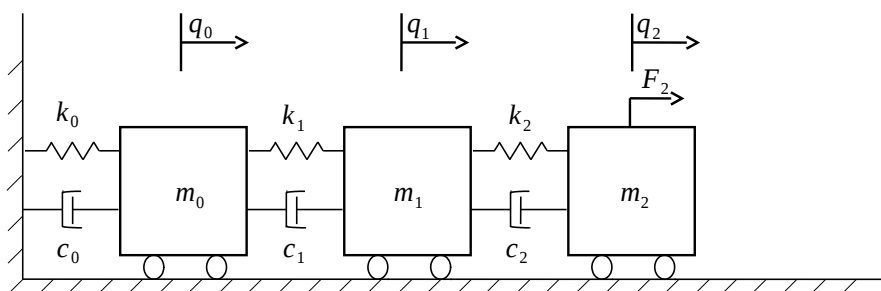 q₀ q₁ q₂
F₂
k₀ k₁ k₂
m₀ m₁ m₂
c₀ c₁ c₂